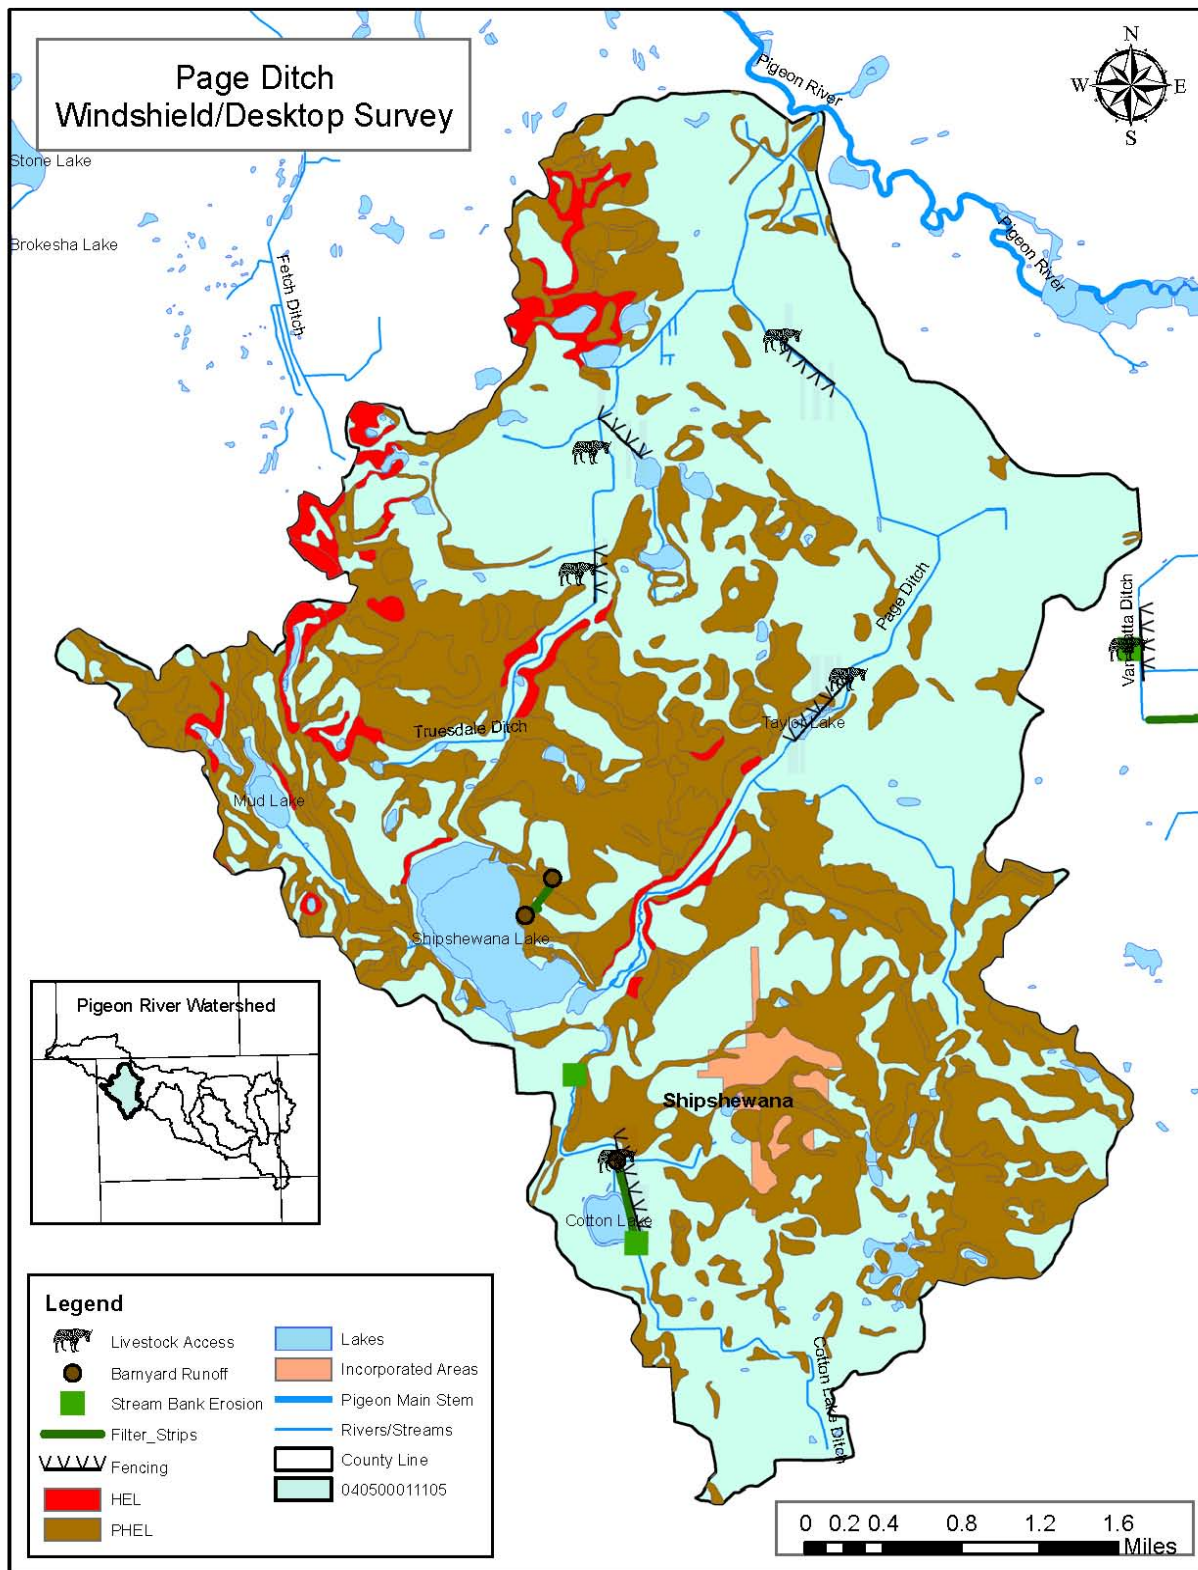 Page Ditch
Windshield/Desktop Survey
N
W
E
S
Pigeon River
Stone Lake
Brokesha Lake
Fetch Ditch
Pigeon River
Page Ditch
Taylor Lake
Truesdale Ditch
Mud Lake
Shipshewana Lake
Shipshewana
Cotton Lake
Cotton Lake Ditch
Pigeon River Watershed
Legend
Livestock Access
Barnyard Runoff
Stream Bank Erosion
Filter_Strips
Fencing
HEL
PHEL
Lakes
Incorporated Areas
Pigeon Main Stem
Rivers/Streams
County Line
040500011105
0 0.2 0.4 0.8 1.2 1.6
Miles